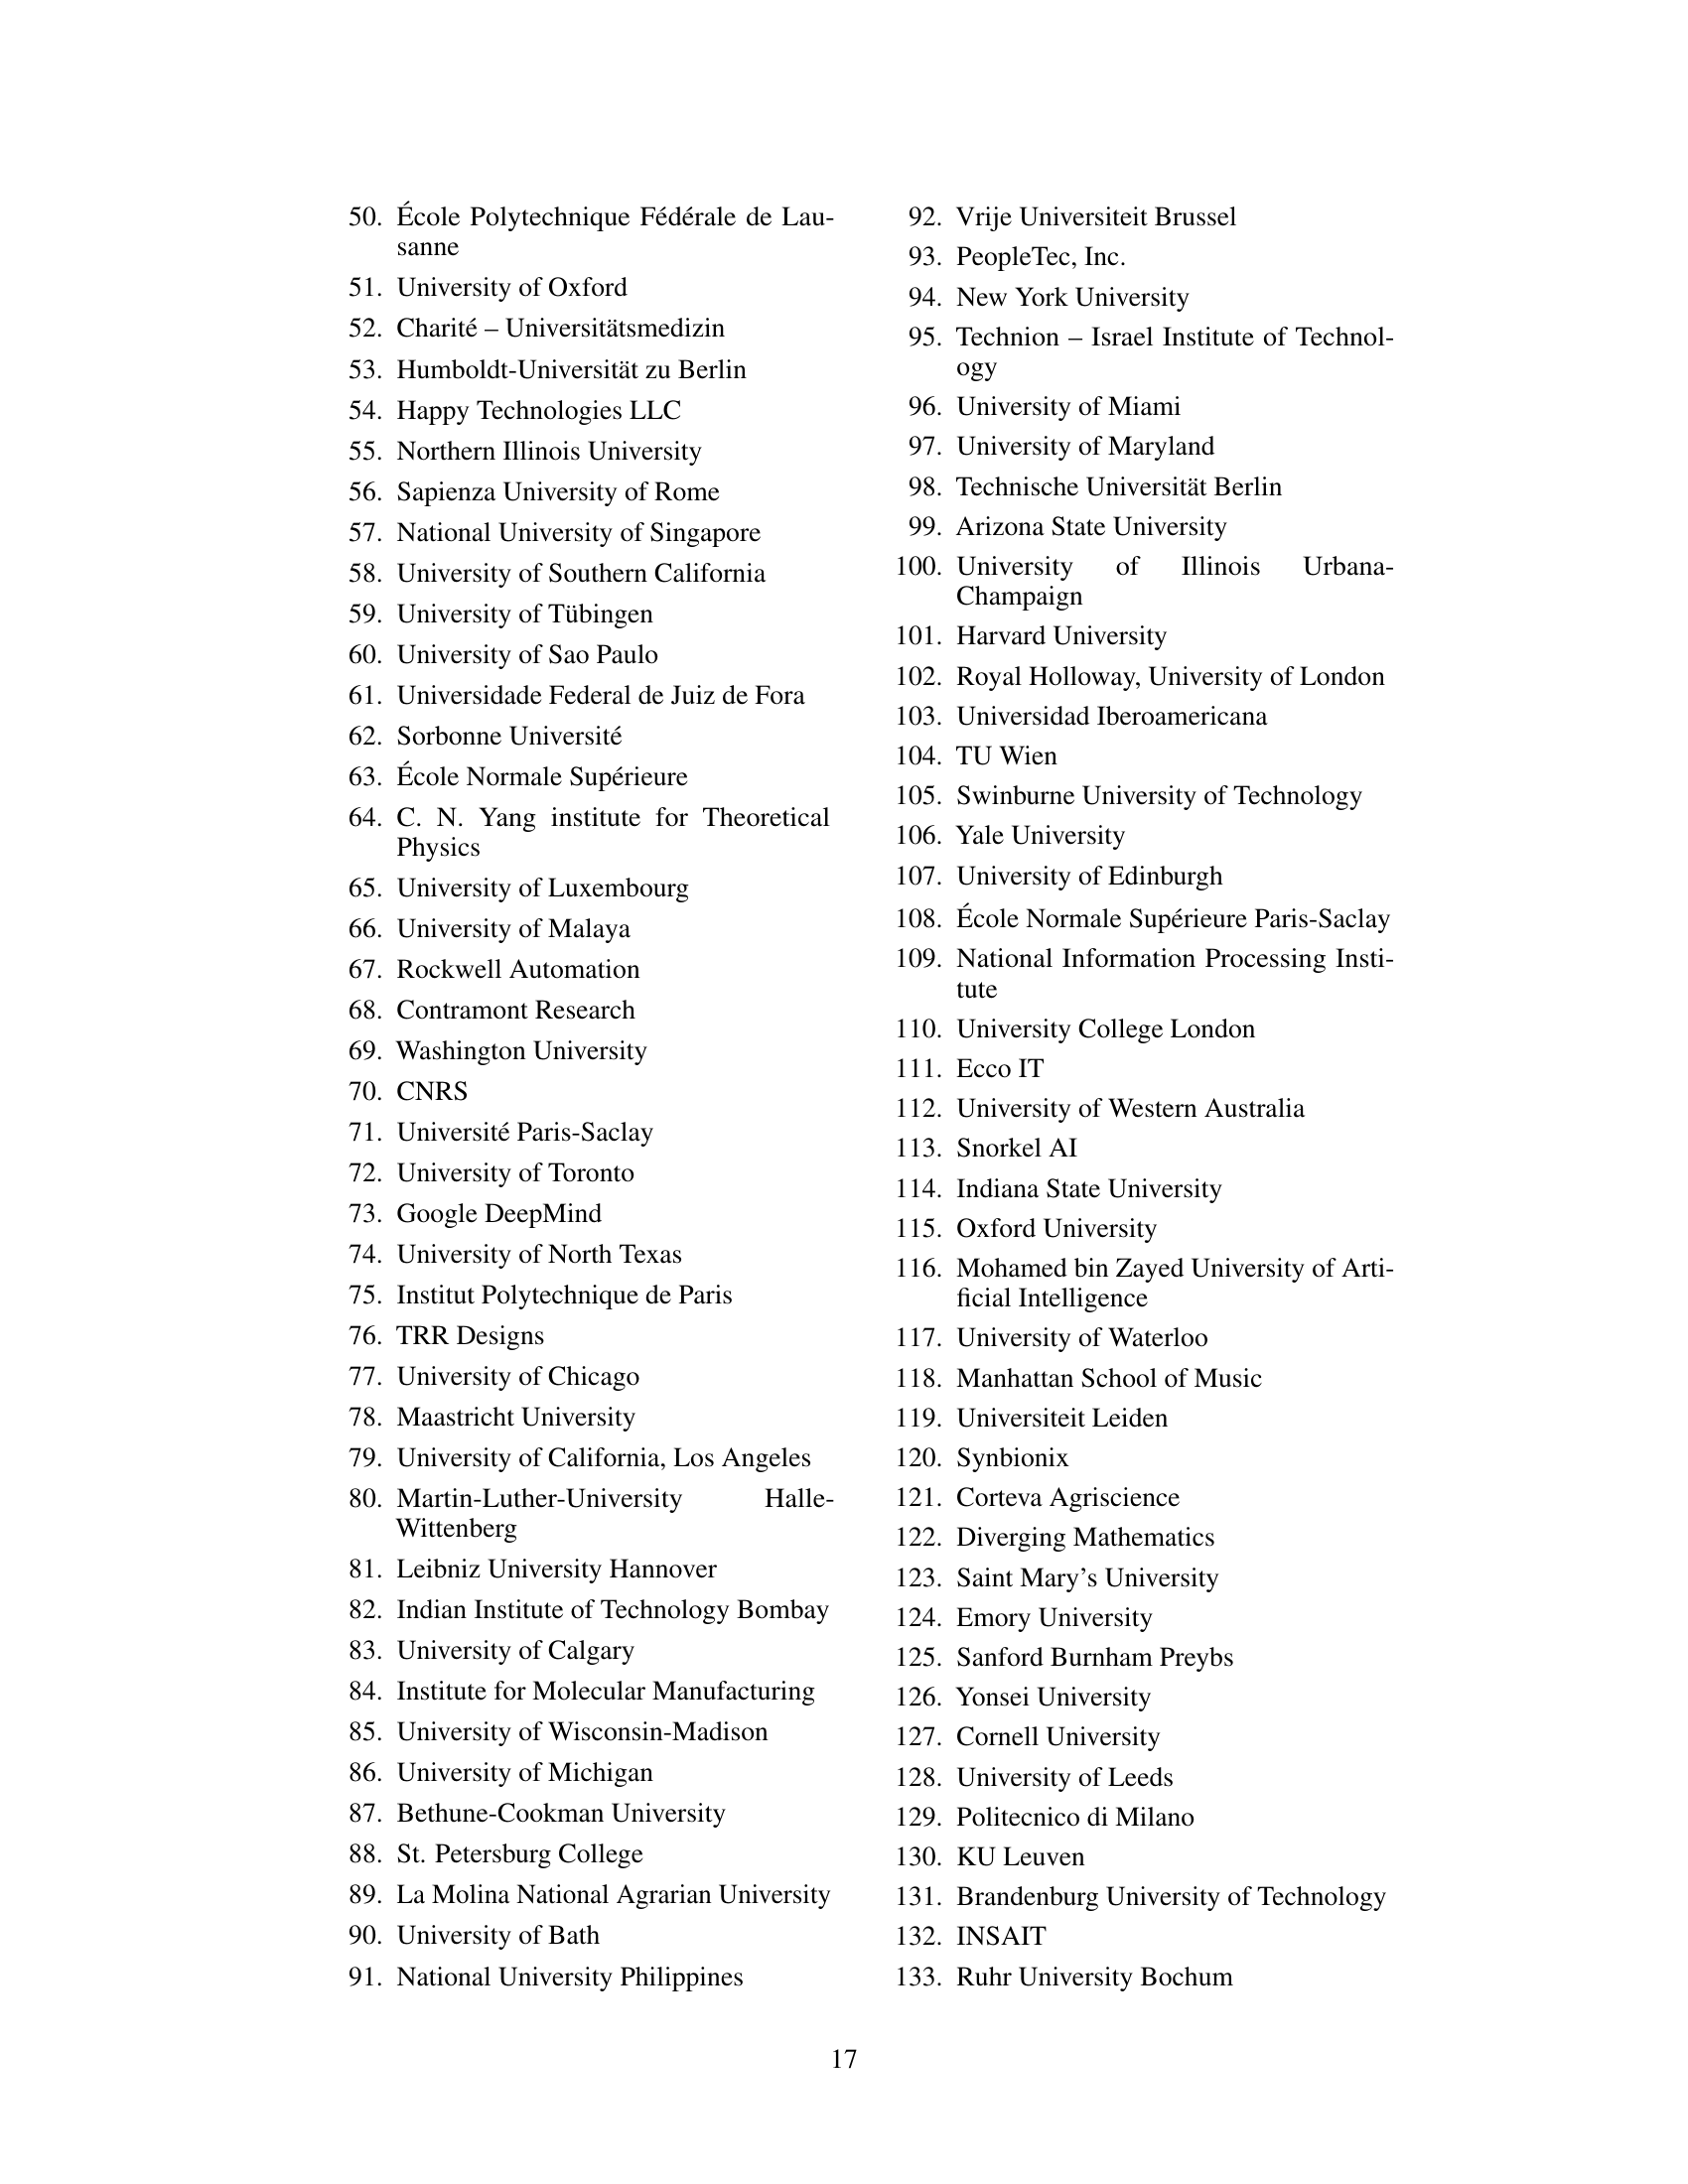 50. École Polytechnique Fédérale de Lau-
sanne
51. University of Oxford
52. Charité – Universitätsmedizin
53. Humboldt-Universität zu Berlin
54. Happy Technologies LLC
55. Northern Illinois University
56. Sapienza University of Rome
57. National University of Singapore
58. University of Southern California
59. University of Tübingen
60. University of Sao Paulo
61. Universidade Federal de Juiz de Fora
62. Sorbonne Université
63. École Normale Supérieure
64. C. N. Yang institute for Theoretical
Physics
65. University of Luxembourg
66. University of Malaya
67. Rockwell Automation
68. Contramont Research
69. Washington University
70. CNRS
71. Université Paris-Saclay
72. University of Toronto
73. Google DeepMind
74. University of North Texas
75. Institut Polytechnique de Paris
76. TRR Designs
77. University of Chicago
78. Maastricht University
79. University of California, Los Angeles
80. Martin-Luther-University Halle-
Wittenberg
81. Leibniz University Hannover
82. Indian Institute of Technology Bombay
83. University of Calgary
84. Institute for Molecular Manufacturing
85. University of Wisconsin-Madison
86. University of Michigan
87. Bethune-Cookman University
88. St. Petersburg College
89. La Molina National Agrarian University
90. University of Bath
91. National University Philippines
92. Vrije Universiteit Brussel
93. PeopleTec, Inc.
94. New York University
95. Technion – Israel Institute of Technol-
ogy
96. University of Miami
97. University of Maryland
98. Technische Universität Berlin
99. Arizona State University
100. University of Illinois Urbana-
Champaign
101. Harvard University
102. Royal Holloway, University of London
103. Universidad Iberoamericana
104. TU Wien
105. Swinburne University of Technology
106. Yale University
107. University of Edinburgh
108. École Normale Supérieure Paris-Saclay
109. National Information Processing Insti-
tute
110. University College London
111. Ecco IT
112. University of Western Australia
113. Snorkel AI
114. Indiana State University
115. Oxford University
116. Mohamed bin Zayed University of Arti-
ficial Intelligence
117. University of Waterloo
118. Manhattan School of Music
119. Universiteit Leiden
120. Synbionix
121. Corteva Agriscience
122. Diverging Mathematics
123. Saint Mary's University
124. Emory University
125. Sanford Burnham Preybs
126. Yonsei University
127. Cornell University
128. University of Leeds
129. Politecnico di Milano
130. KU Leuven
131. Brandenburg University of Technology
132. INSAIT
133. Ruhr University Bochum
17